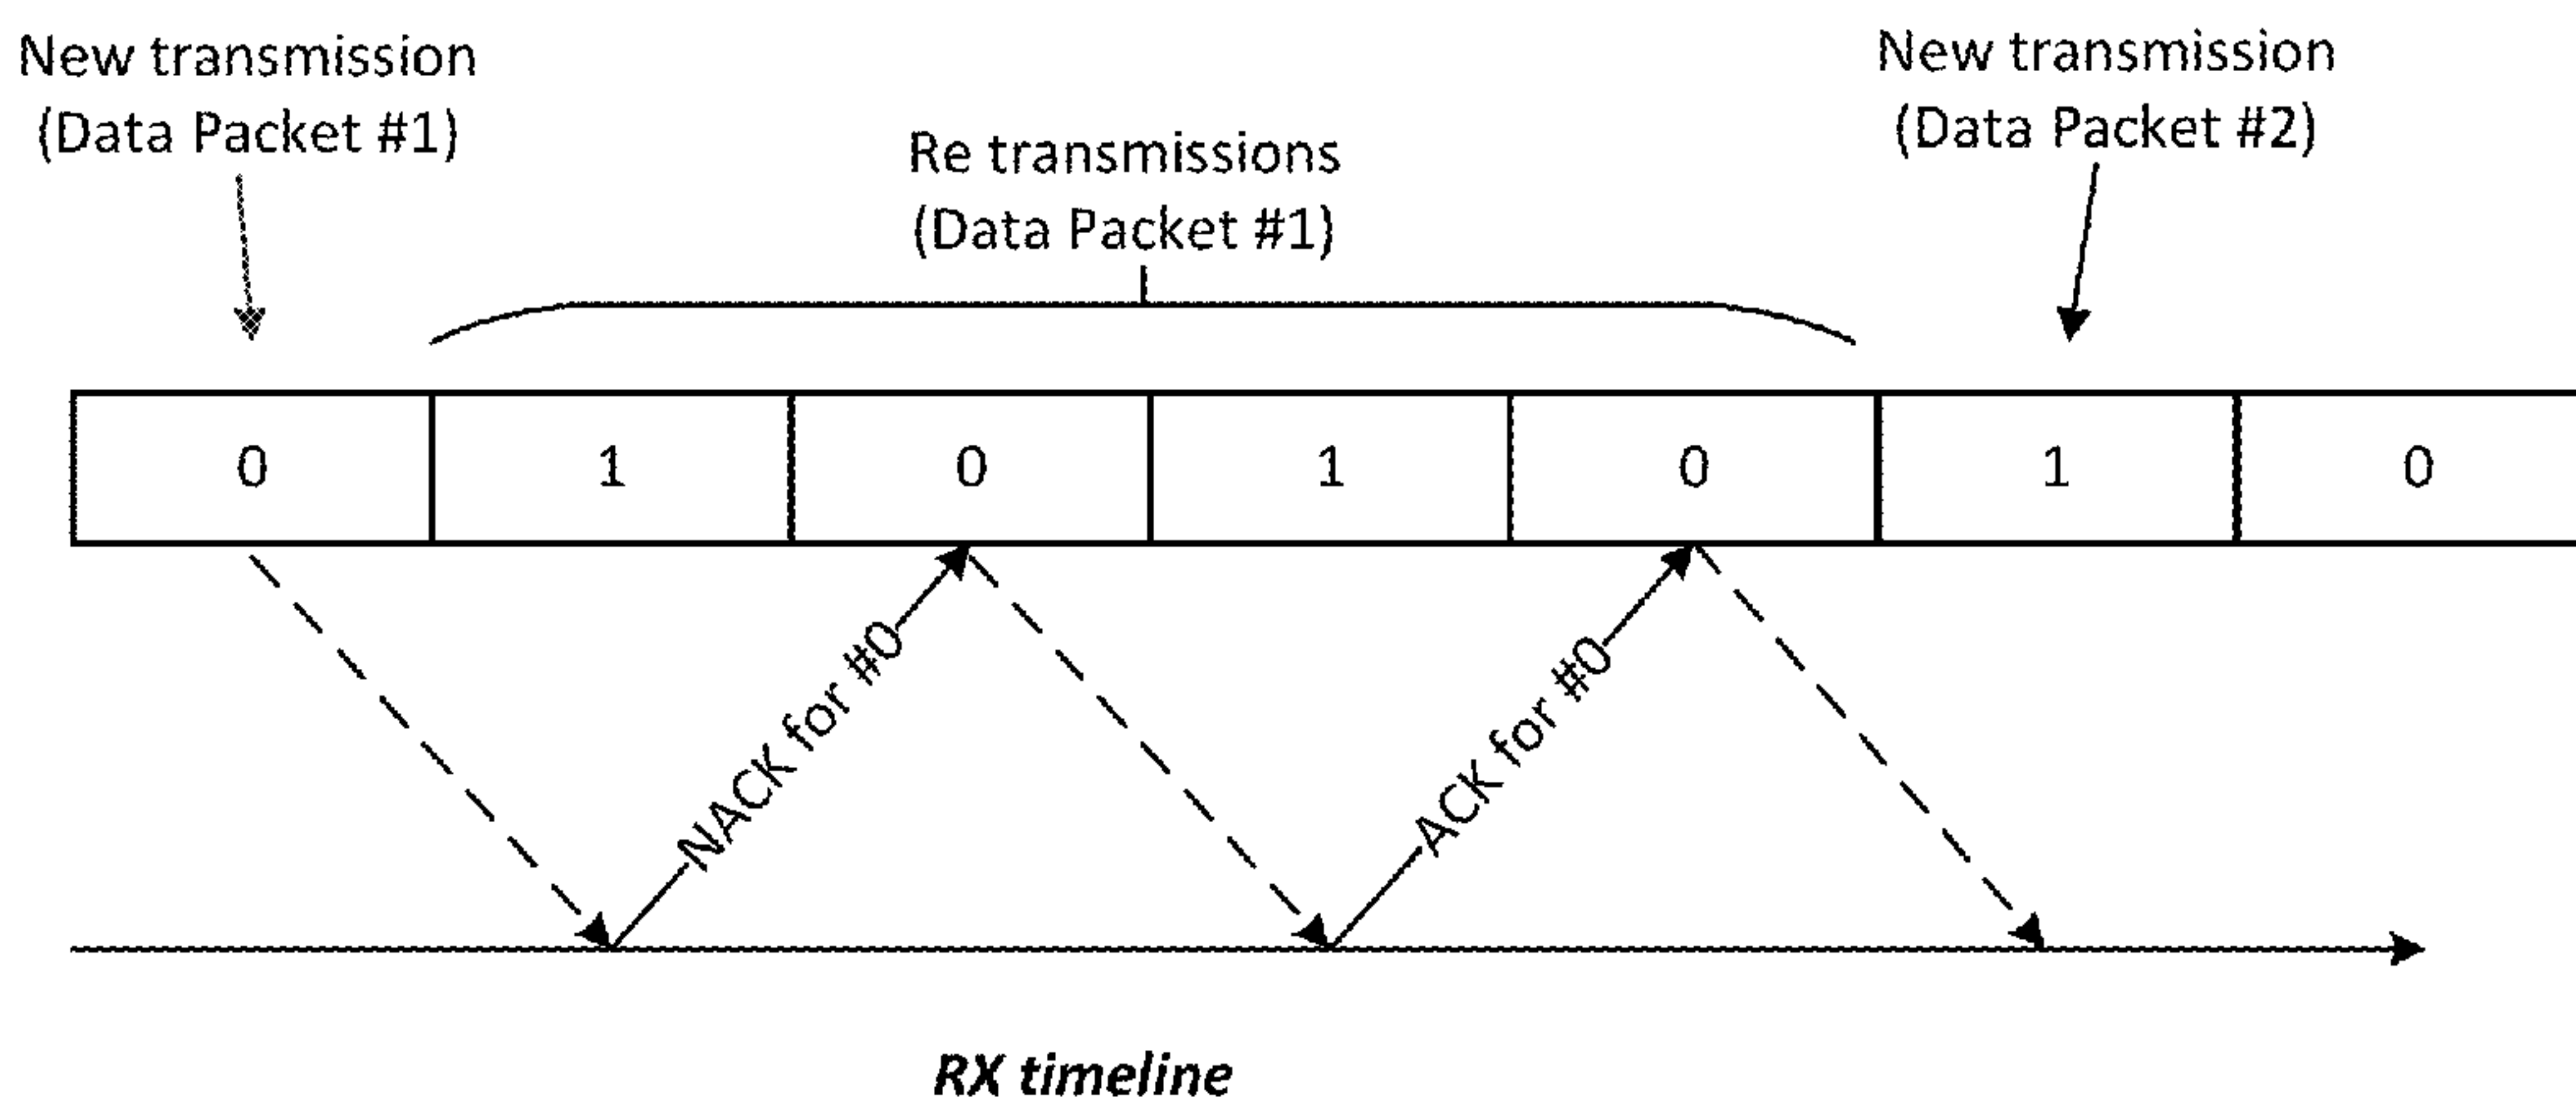 New transmission
(Data Packet #1)
Re transmissions
(Data Packet #1)
New transmission
(Data Packet #2)
0 1 0 1 0 1 0
NACK for #0
ACK for #0
RX timeline